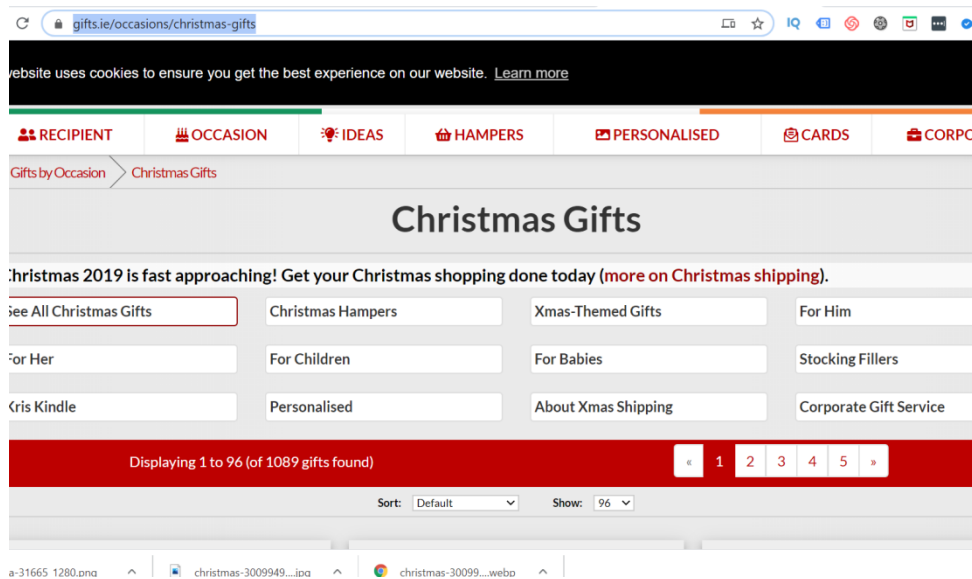 gifts.ie/occasions/christmas-gifts
website uses cookies to ensure you get the best experience on our website. Learn more
RECIPIENT OCCASION IDEAS HAMPERS PERSONALISED CARDS CORPO
Gifts by Occasion Christmas Gifts
Christmas Gifts
Christmas 2019 is fast approaching! Get your Christmas shopping done today (more on Christmas shipping).
See All Christmas Gifts Christmas Hampers Xmas-Themed Gifts For Him
For Her For Children For Babies Stocking Fillers
Kris Kindle Personalised About Xmas Shipping Corporate Gift Service
Displaying 1 to 96 (of 1089 gifts found) « 1 2 3 4 5 »
Sort: Default Show: 96
a-31665_1280.png christmas-3009949....jpg christmas-30099....webp